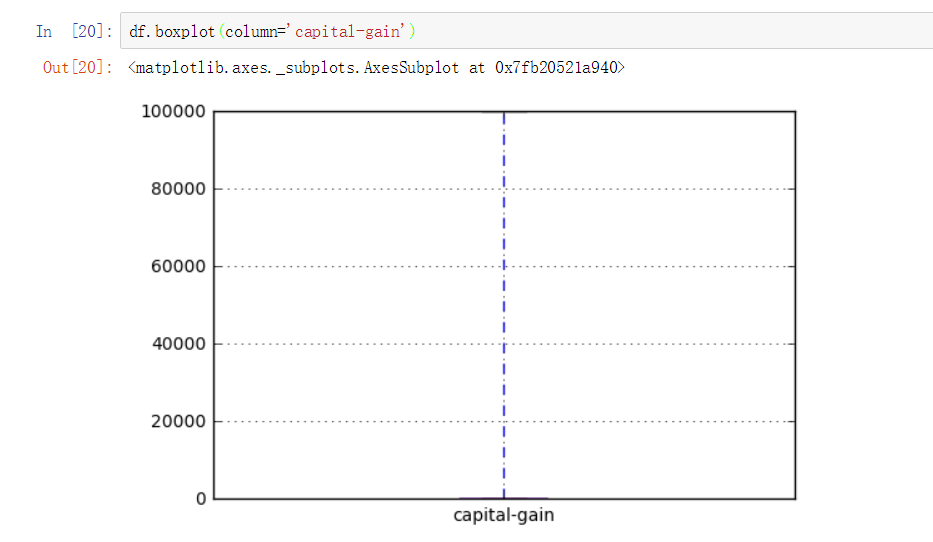 In [20]: df.boxplot(column='capital-gain')
Out[20]: <matplotlib.axes._subplots.AxesSubplot at 0x7fb20521a940>
100000
80000
60000
40000
20000
0
capital-gain